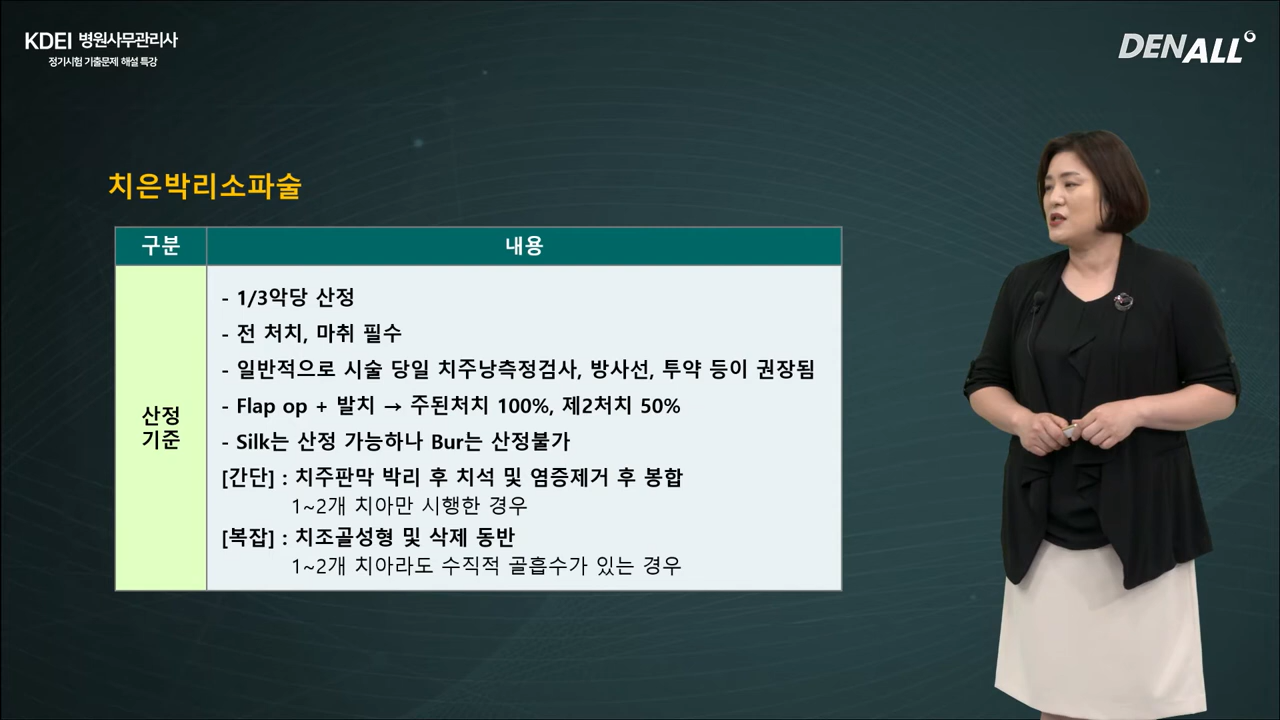 KDEI 병원사무관리사
정기시험 기출문제 해설 특강
DENALL
치은박리소파술
구분
내용
산정
기준
- 1/3악당 산정
- 전 처치, 마취 필수
- 일반적으로 시술 당일 치주낭측정검사, 방사선, 투약 등이 권장됨
- Flap op + 발치 → 주된처치 100%, 제2처치 50%
- Silk는 산정 가능하나 Bur는 산정불가
[간단] : 치주판막 박리 후 치석 및 염증제거 후 봉합
1~2개 치아만 시행한 경우
[복잡] : 치조골성형 및 삭제 동반
1~2개 치아라도 수직적 골흡수가 있는 경우